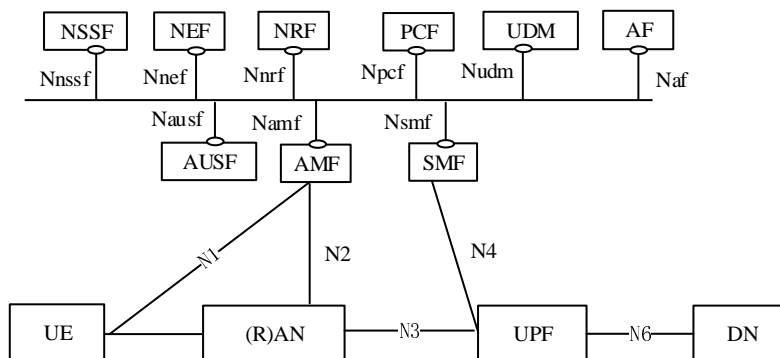 NSSF NEF NRF PCF UDM AF
Nnssf Nnef Nnrf Npcf Nudm Naf
Nausf Namf Nsmf
AUSF AMF SMF
N1 N2 N4
UE (R)AN N3 UPF N6 DN